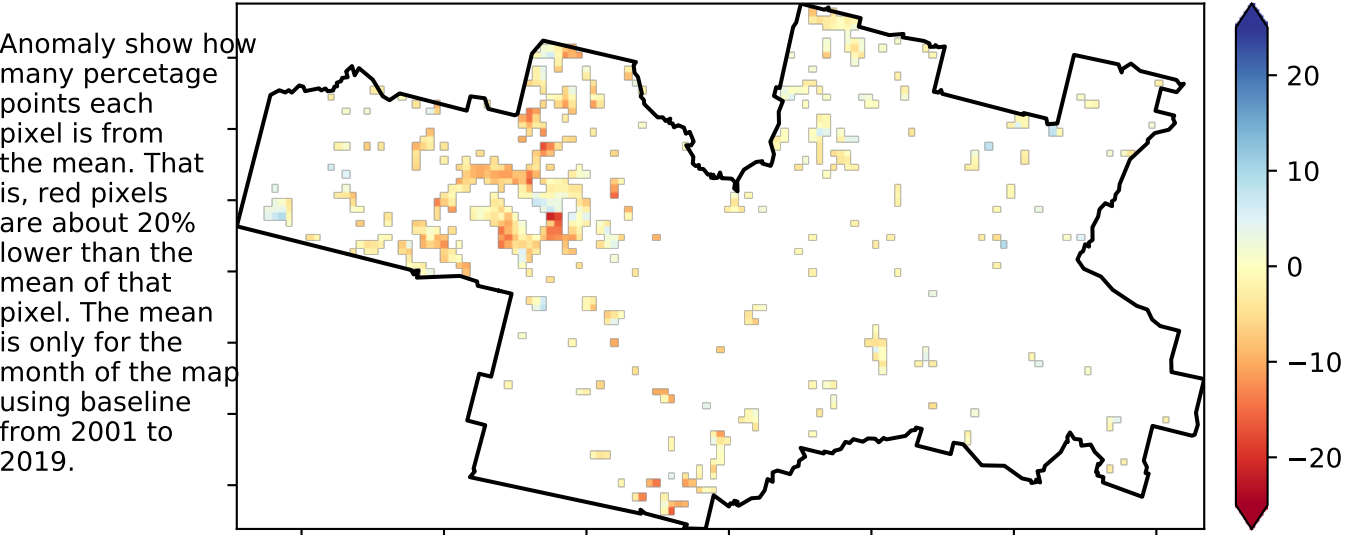 Anomaly show how
many percetage
points each
pixel is from
the mean. That
is, red pixels
are about 20%
lower than the
mean of that
pixel. The mean
is only for the
month of the map
using baseline
from 2001 to
2019.
20
10
0
−10
−20